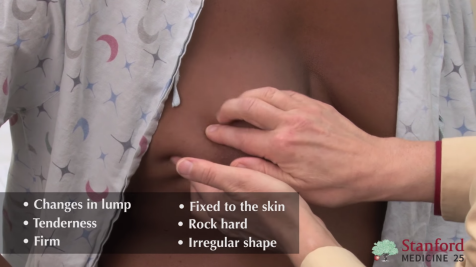 • Changes in lump
• Tenderness
• Firm
• Fixed to the skin
• Rock hard
• Irregular shape
Stanford
MEDICINE 25